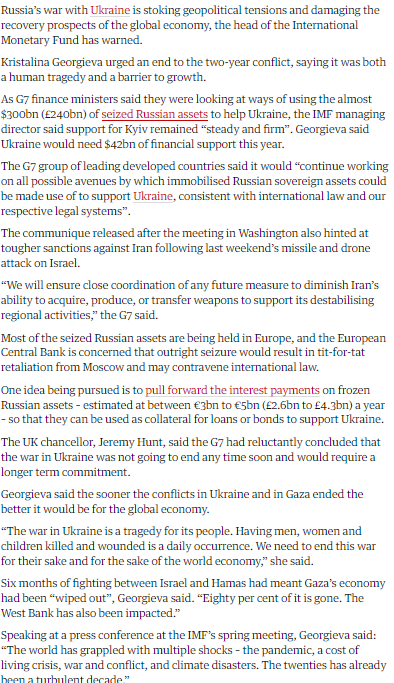 Russia's war with Ukraine is stoking geopolitical tensions and damaging the
recovery prospects of the global economy, the head of the International
Monetary Fund has warned.
Kristalina Georgieva urged an end to the two-year conflict, saying it was both
a human tragedy and a barrier to growth.
As G7 finance ministers said they were looking at ways of using the almost
$300bn (£240bn) of seized Russian assets to help Ukraine, the IMF managing
director said support for Kyiv remained “steady and firm”. Georgieva said
Ukraine would need $42bn of financial support this year.
The G7 group of leading developed countries said it would “continue working
on all possible avenues by which immobilised Russian sovereign assets could
be made use of to support Ukraine, consistent with international law and our
respective legal systems”.
The communique released after the meeting in Washington also hinted at
tougher sanctions against Iran following last weekend's missile and drone
attack on Israel.
“We will ensure close coordination of any future measure to diminish Iran's
ability to acquire, produce, or transfer weapons to support its destabilising
regional activities,” the G7 said.
Most of the seized Russian assets are being held in Europe, and the European
Central Bank is concerned that outright seizure would result in tit-for-tat
retaliation from Moscow and may contravene international law.
One idea being pursued is to pull forward the interest payments on frozen
Russian assets - estimated at between €3bn to €5bn (£2.6bn to £4.3bn) a year
- so that they can be used as collateral for loans or bonds to support Ukraine.
The UK chancellor, Jeremy Hunt, said the G7 had reluctantly concluded that
the war in Ukraine was not going to end any time soon and would require a
longer term commitment.
Georgieva said the sooner the conflicts in Ukraine and in Gaza ended the
better it would be for the global economy.
“The war in Ukraine is a tragedy for its people. Having men, women and
children killed and wounded is a daily occurrence. We need to end this war
for their sake and for the sake of the world economy,” she said.
Six months of fighting between Israel and Hamas had meant Gaza's economy
had been “wiped out”, Georgieva said. “Eighty per cent of it is gone. The
West Bank has also been impacted.”
Speaking at a press conference at the IMF's spring meeting, Georgieva said:
“The world has grappled with multiple shocks - the pandemic, a cost of
living crisis, war and conflict, and climate disasters. The twenties has already
been a turbulent decade.”